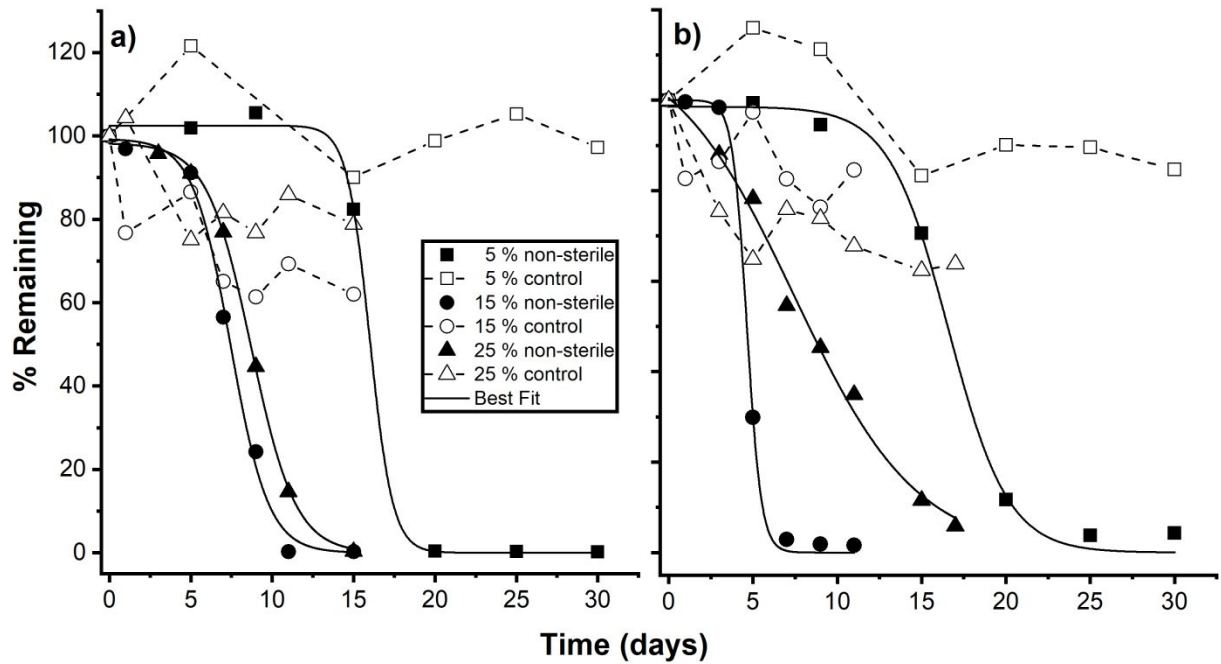 a)
b)
% Remaining
120
100
80
60
40
20
0
5 % non-sterile
5 % control
15 % non-sterile
15 % control
25 % non-sterile
25 % control
Best Fit
0 5 10 15 20 25 30
0 5 10 15 20 25 30
Time (days)